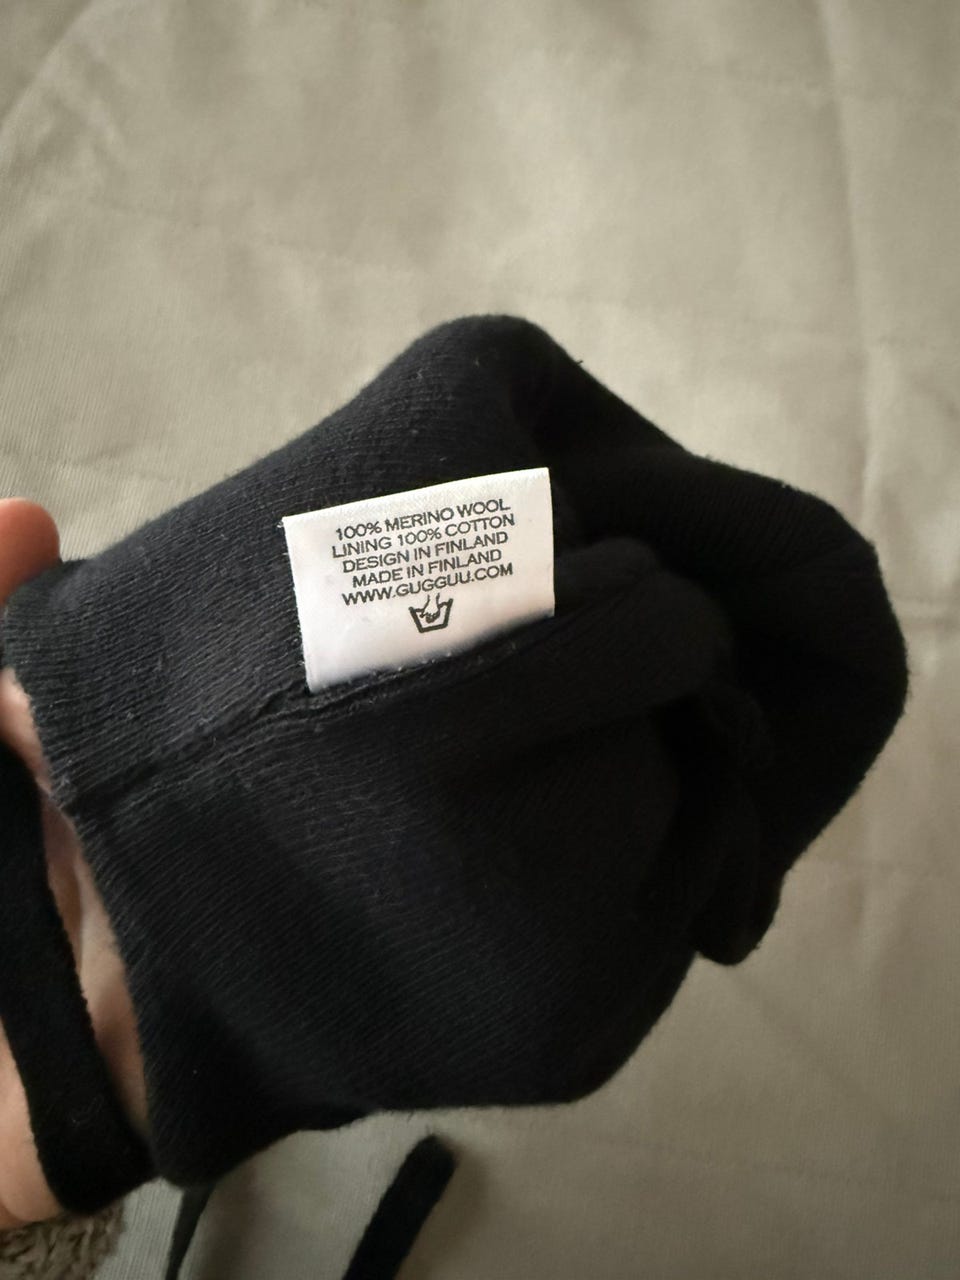 100% MERINO WOOL
LINING 100% COTTON
DESIGN IN FINLAND
MADE IN FINLAND
WWW.GUGGUU.COM